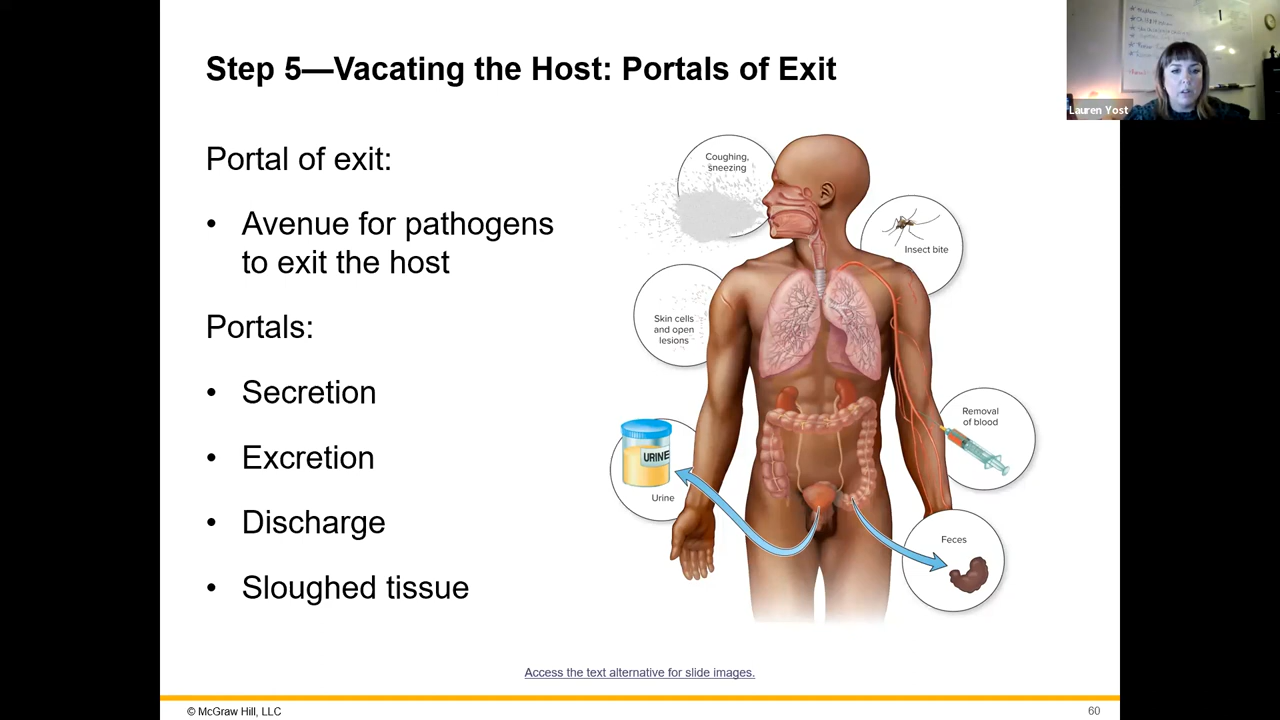 Step 5—Vacating the Host: Portals of Exit
Lauren Yost
Portal of exit:
• Avenue for pathogens
to exit the host
Portals:
• Secretion
• Excretion
• Discharge
• Sloughed tissue
Coughing,
sneezing
Insect bite
Skin cells
and open
lesions
Removal
of blood
URINE
Urine
Feces
Access the text alternative for slide images.
© McGraw Hill, LLC
60